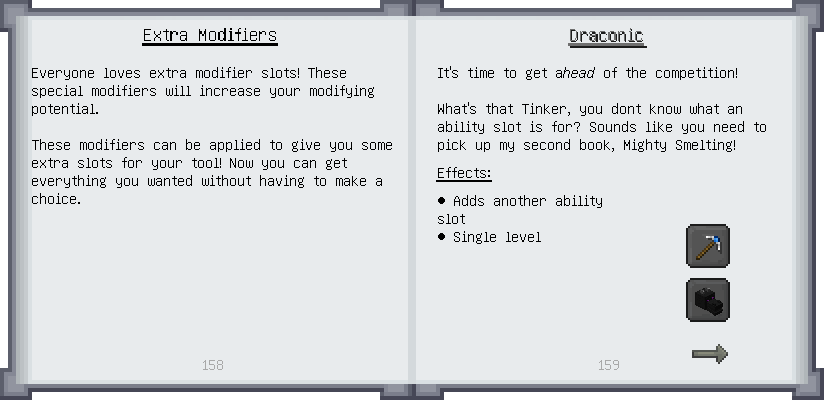 Extra Modifiers
Everyone loves extra modifier slots! These
special modifiers will increase your modifying
potential.
These modifiers can be applied to give you some
extra slots for your tool! Now you can get
everything you wanted without having to make a
choice.
158
Draconic
It's time to get ahead of the competition!
What's that Tinker, you dont know what an
ability slot is for? Sounds like you need to
pick up my second book, Mighty Smelting!
Effects:
• Adds another ability
slot
• Single level
159